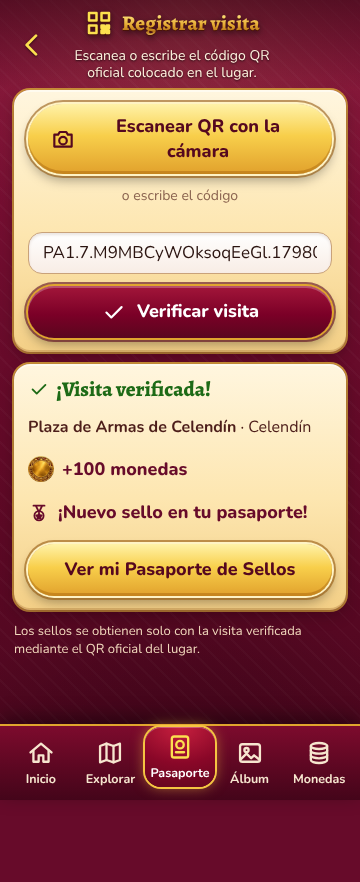 Registrar visita
Escanea o escribe el código QR
oficial colocado en el lugar.
Escanear QR con la
cámara
o escribe el código
PA1.7.M9MBCyWOksoqEeGl.1798(
Verificar visita
¡Visita verificada!
Plaza de Armas de Celendín · Celendín
+100 monedas
¡Nuevo sello en tu pasaporte!
Ver mi Pasaporte de Sellos
Los sellos se obtienen solo con la visita verificada
mediante el QR oficial del lugar.
Inicio Explorar Pasaporte Álbum Monedas